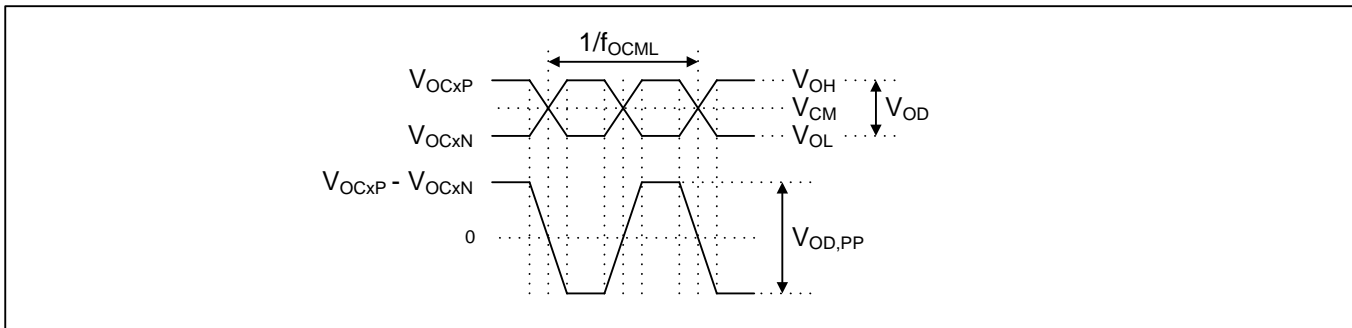 1/fOCML
VOCxP
VOH
VCM
VOD
VOCxN
VOL
VOCxP - VOCxN
0
VOD,PP